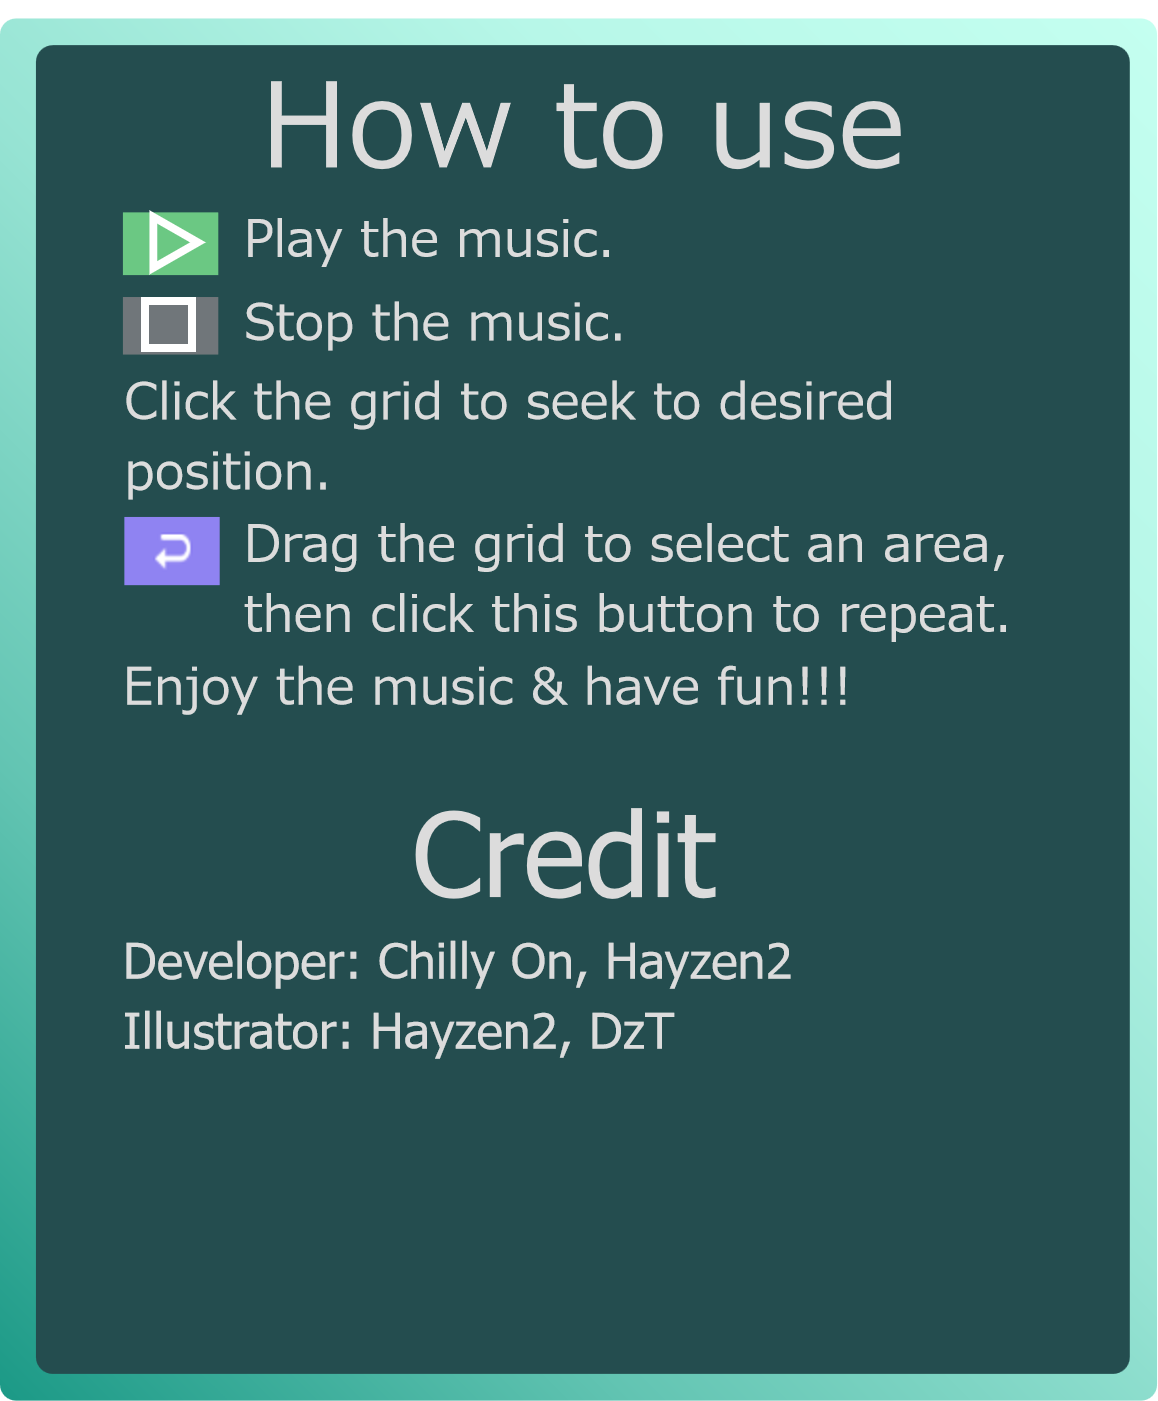 How to use
Play the music.
Stop the music.
Click the grid to seek to desired
position.
Drag the grid to select an area,
then click this button to repeat.
Enjoy the music & have fun!!!
Credit
Developer: Chilly On, Hayzen2
Illustrator: Hayzen2, DzT